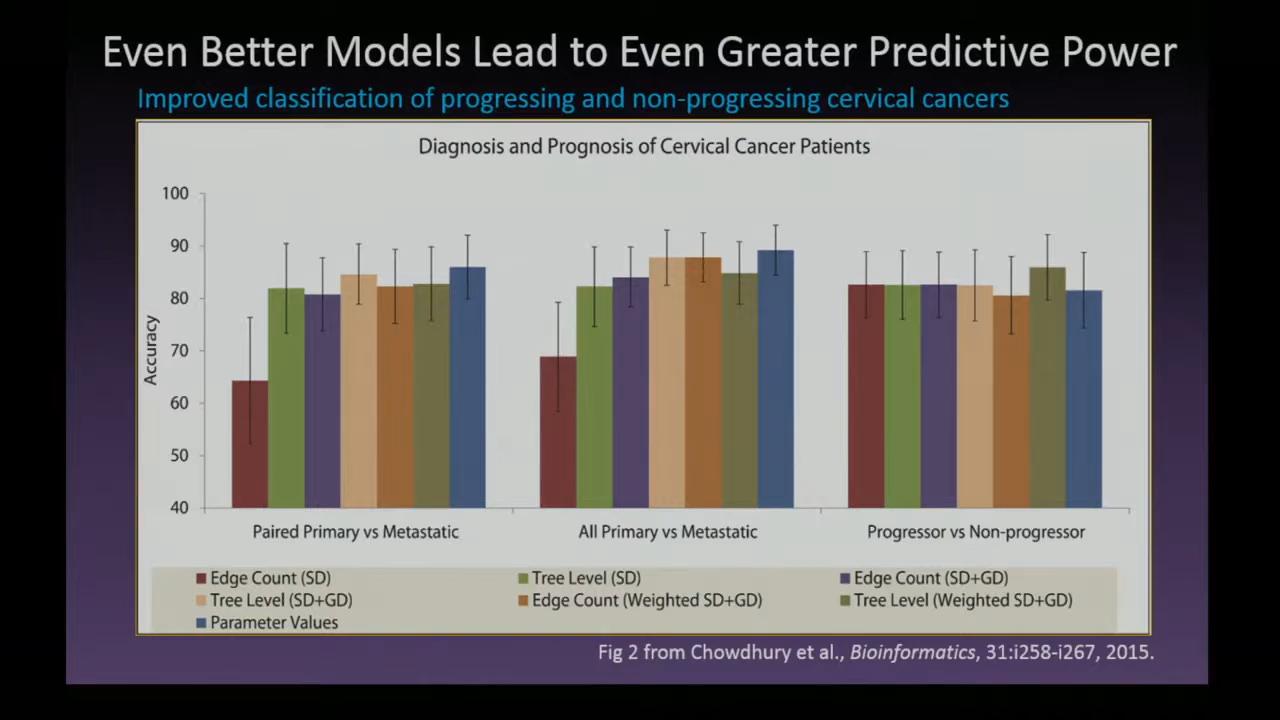 Even Better Models Lead to Even Greater Predictive Power
Improved classification of progressing and non-progressing cervical cancers
Diagnosis and Prognosis of Cervical Cancer Patients
100
90
80
70
60
50
40
Accuracy
Paired Primary vs Metastatic
All Primary vs Metastatic
Progressor vs Non-progressor
Edge Count (SD)
Tree Level (SD)
Edge Count (SD+GD)
Tree Level (SD+GD)
Edge Count (Weighted SD+GD)
Tree Level (Weighted SD+GD)
Parameter Values
Fig 2 from Chowdhury et al., Bioinformatics, 31:i258-i267, 2015.